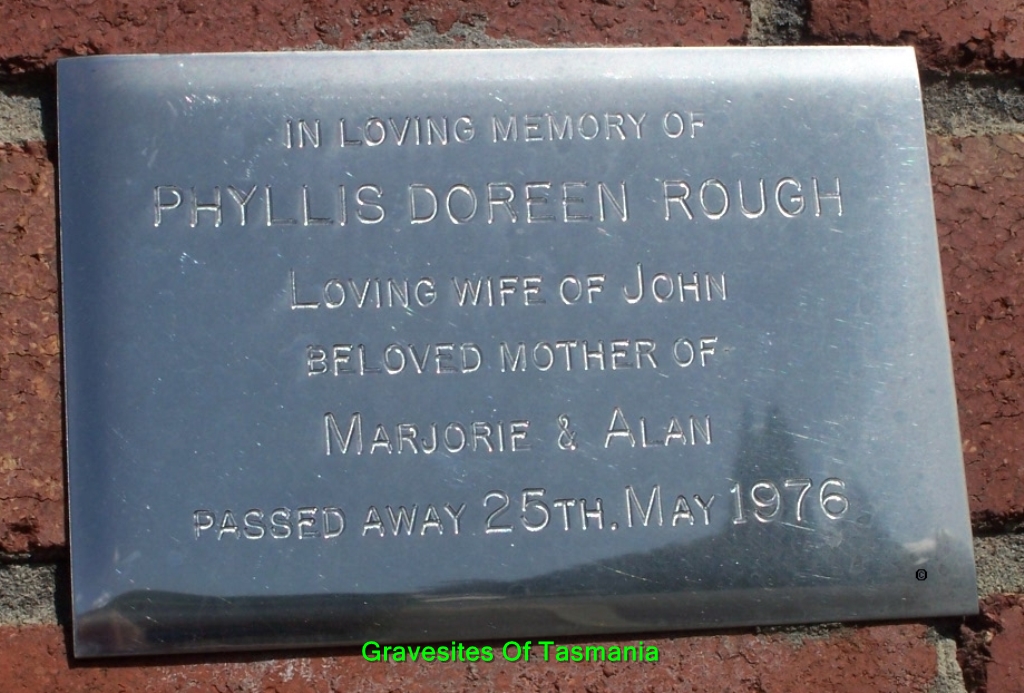 IN LOVING MEMORY OF
PHYLLIS DOREEN ROUGH
LOVING WIFE OF JOHN
BELOVED MOTHER OF
MARJORIE & ALAN
PASSED AWAY 25TH. MAY 1976
©
Gravesites Of Tasmania